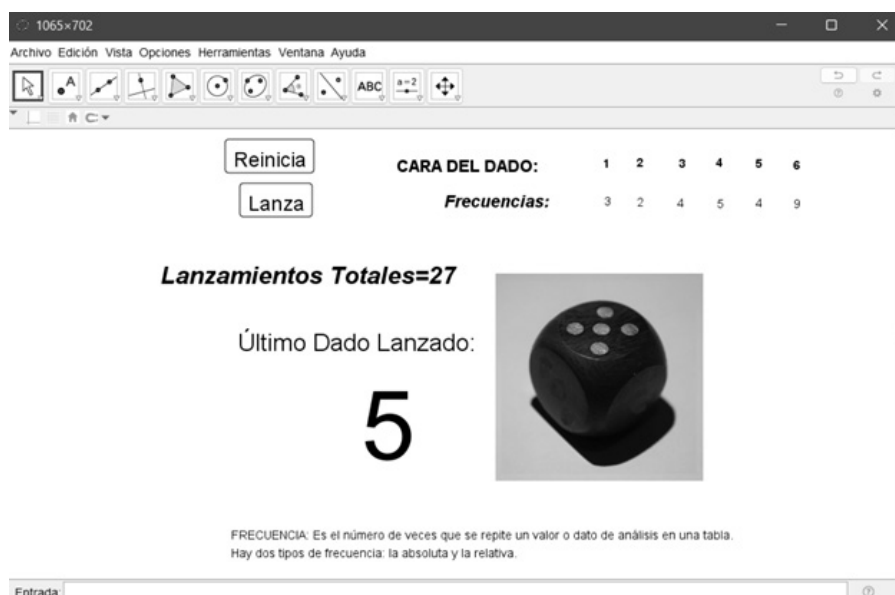 1065×702
Archivo Edición Vista Opciones Herramientas Ventana Ayuda
A ABC a=2
Reinicia
CARA DEL DADO: 1 2 3 4 5 6
Lanza
Frecuencias: 3 2 4 5 4 9
Lanzamientos Totales=27
Último Dado Lanzado:
5
FRECUENCIA: Es el número de veces que se repite un valor o dato de análisis en una tabla.
Hay dos tipos de frecuencia: la absoluta y la relativa.
Entrada: